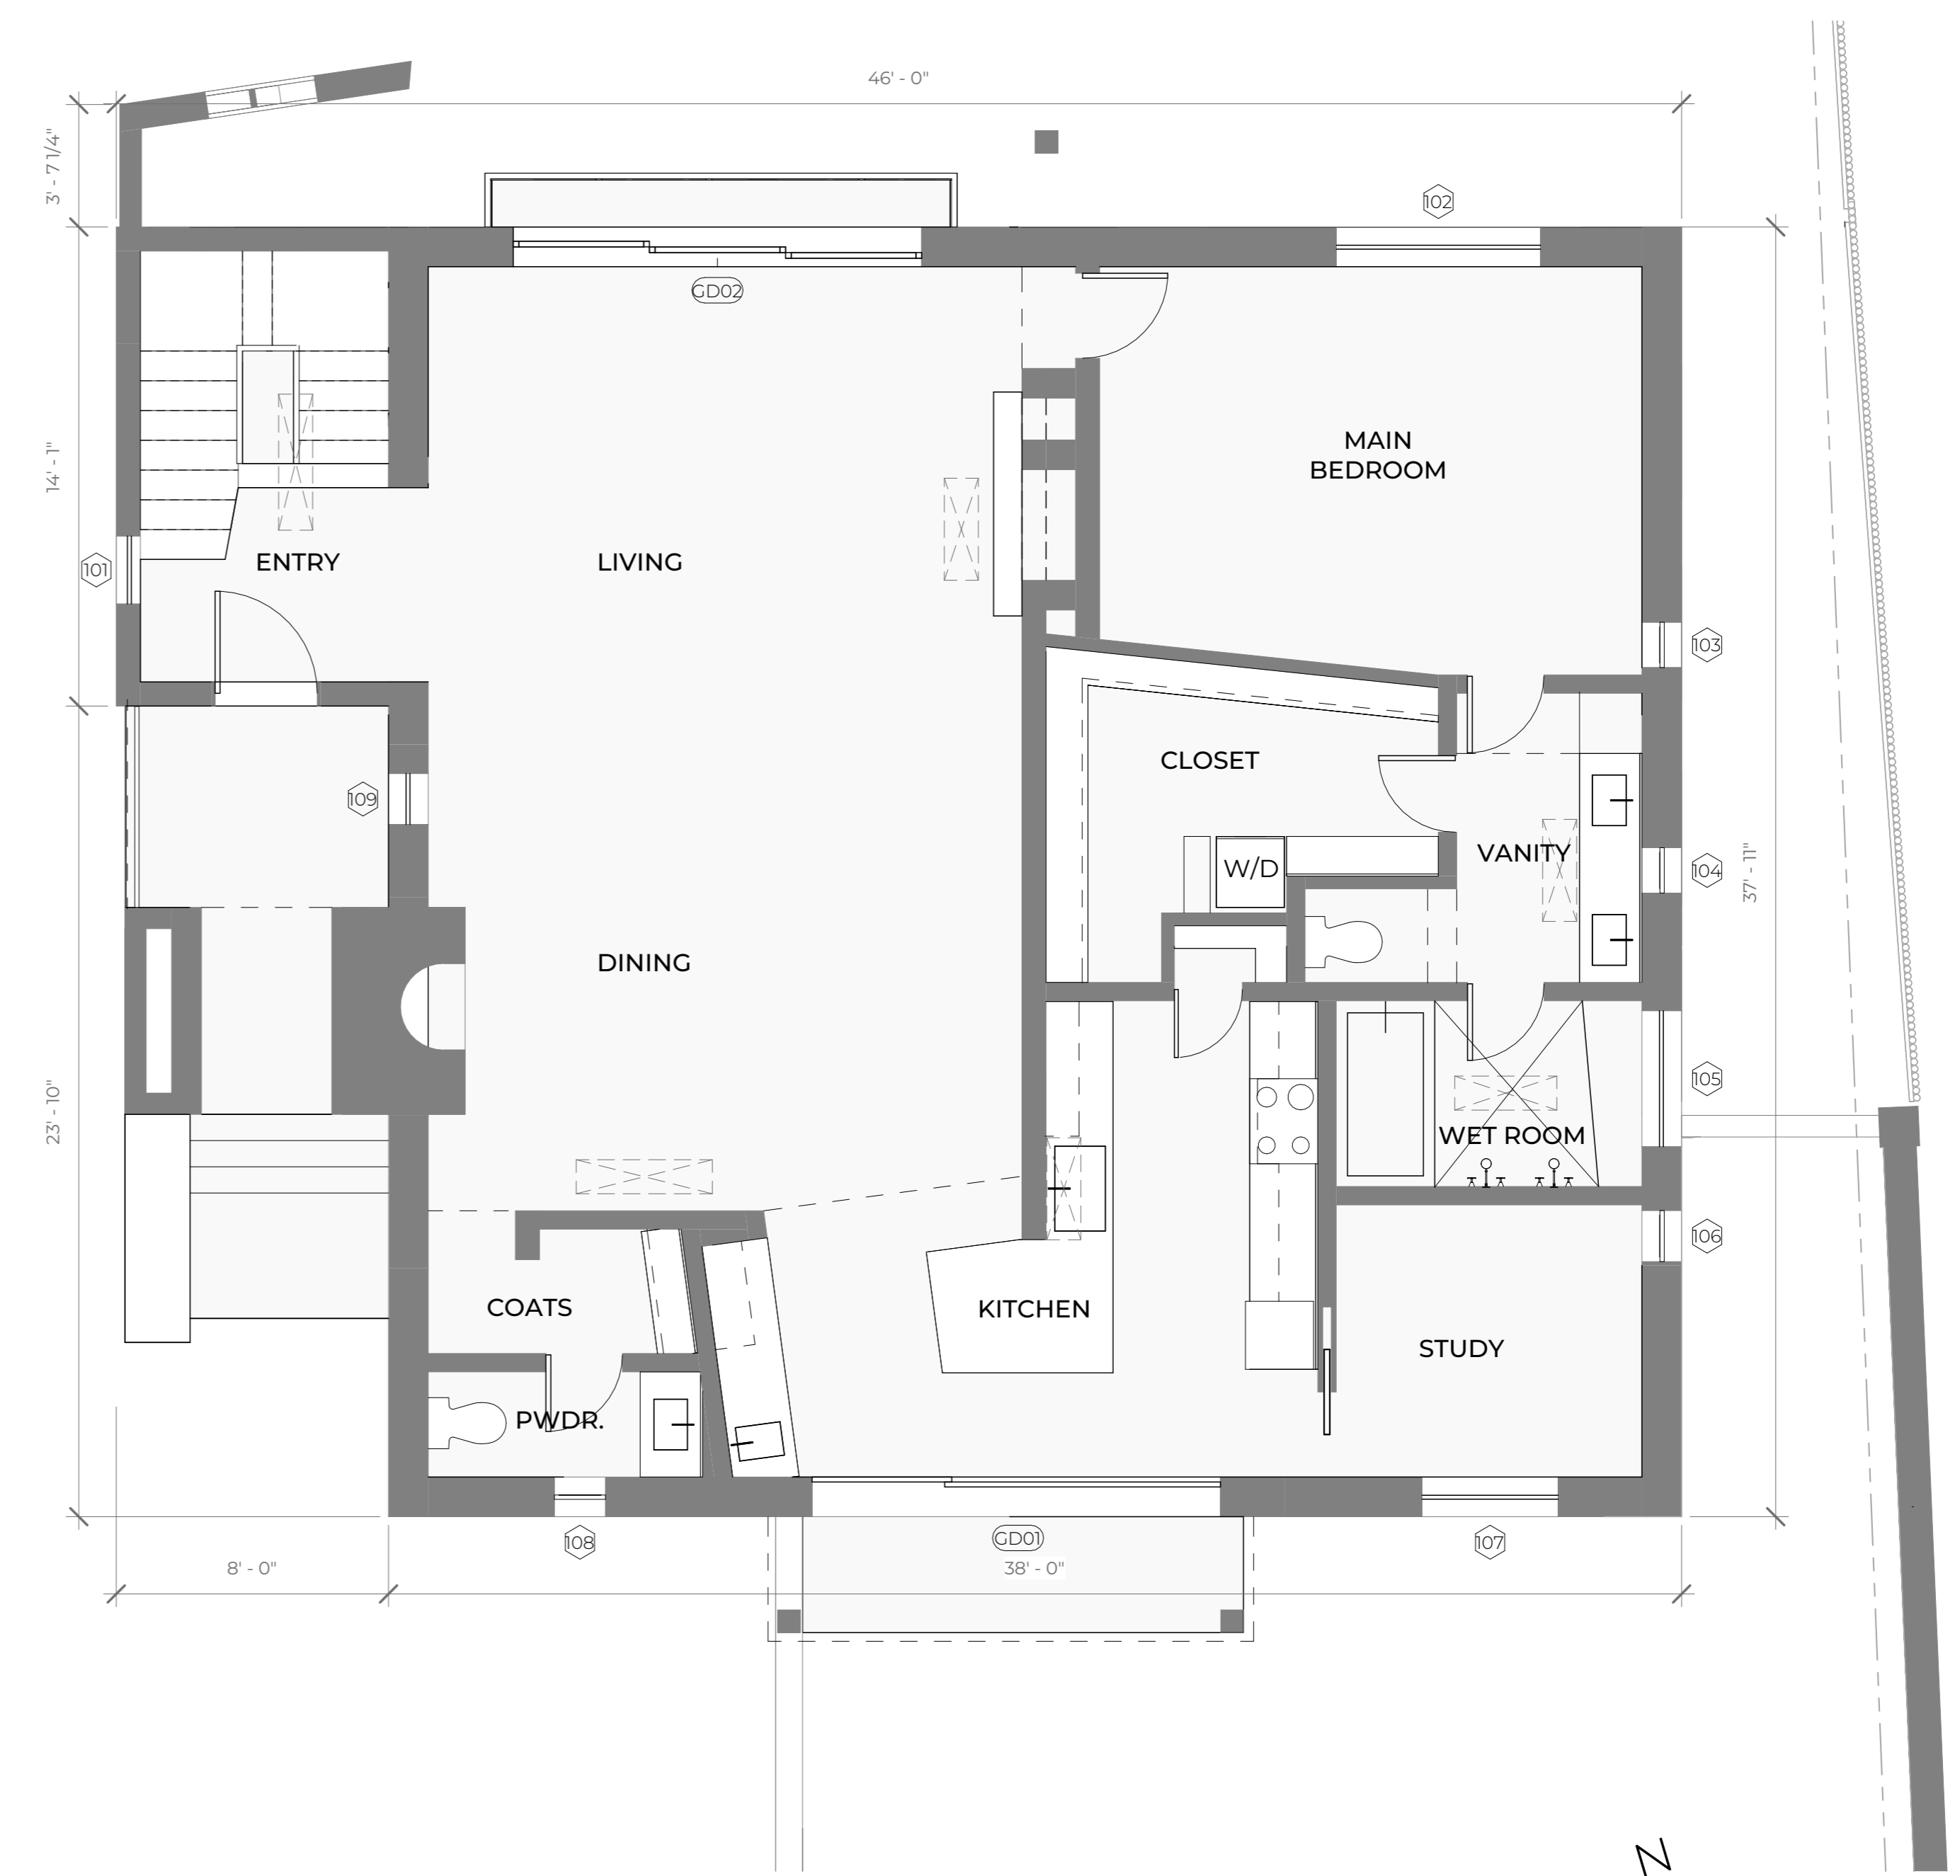 46' - 0"
3' - 7 1/4"
102
GD02
14' - 1"
MAIN
BEDROOM
101
ENTRY
LIVING
103
CLOSET
109
VANITY
W/D
104
37' - 11"
DINING
105
23' - 10"
WET ROOM
106
COATS
KITCHEN
STUDY
PWDR.
108
GD01
107
8' - 0"
38' - 0"
N